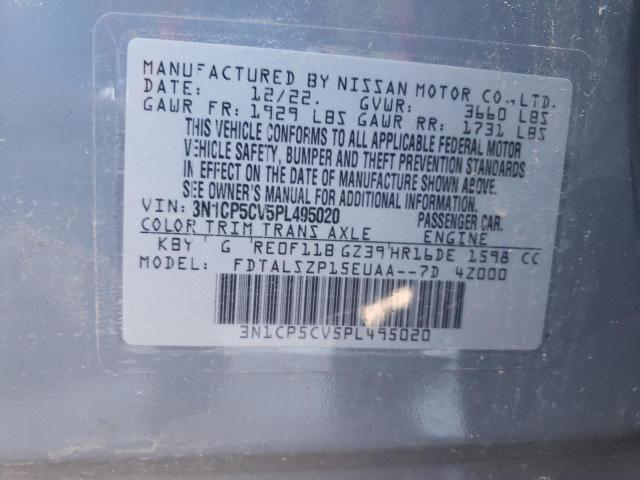 MANUFACTURED BY NISSAN MOTOR CO.,LTD.
DATE: 12/22. GVWR: 3660 LBS
GAWR FR: 1929 LBS GAWR RR: 1731 LBS
THIS VEHICLE CONFORMS TO ALL APPLICABLE FEDERAL MOTOR
VEHICLE SAFETY, BUMPER AND THEFT PREVENTION STANDARDS
IN EFFECT ON THE DATE OF MANUFACTURE SHOWN ABOVE.
SEE OWNER'S MANUAL FOR ADDITIONAL INFORMATION
VIN: 3N1CP5CV5PL495020 PASSENGER CAR.
COLOR TRIM TRANS AXLE ENGINE
KBY G RE0F11B GZ39 HR16DE 1598 CC
MODEL: FDTALSZP15EUAA--7D 4Z000
3N1CP5CV5PL495020